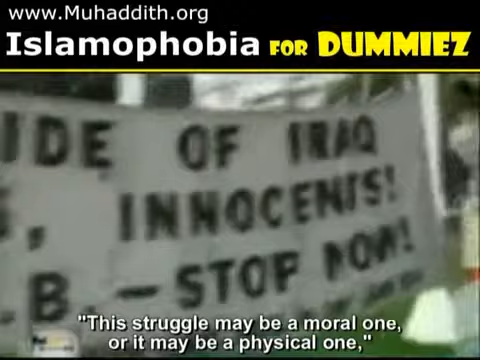 www.Muhaddith.org
Islamophobia FOR DUMMIEZ
IDE OF IRAQ
, INNOCENTS!
.B – STOP NOW!
"This struggle may be a moral one,
or it may be a physical one,"